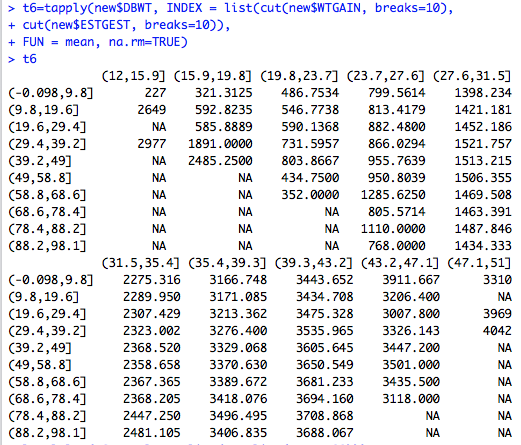 > t6=tapply(new$DBWT, INDEX = list(cut(new$WTGAIN, breaks=10),
+ cut(new$ESTGEST, breaks=10)),
+ FUN = mean, na.rm=TRUE)
> t6
(12,15.9] (15.9,19.8] (19.8,23.7] (23.7,27.6] (27.6,31.5]
(-0.098,9.8] 227 321.3125 486.7534 799.5614 1398.234
(9.8,19.6] 2649 592.8235 546.7738 813.4179 1421.181
(19.6,29.4] NA 585.8889 590.1368 882.4800 1452.186
(29.4,39.2] 2977 1891.0000 731.5957 866.0294 1521.757
(39.2,49] NA 2485.2500 803.8667 955.7639 1513.215
(49,58.8] NA NA 434.7500 950.8039 1506.355
(58.8,68.6] NA NA 352.0000 1285.6250 1469.508
(68.6,78.4] NA NA NA 805.5714 1463.391
(78.4,88.2] NA NA NA 1110.0000 1487.846
(88.2,98.1] NA NA NA 768.0000 1434.333
(31.5,35.4] (35.4,39.3] (39.3,43.2] (43.2,47.1] (47.1,51]
(-0.098,9.8] 2275.316 3166.748 3443.652 3911.667 3310
(9.8,19.6] 2289.950 3171.085 3434.708 3206.400 NA
(19.6,29.4] 2307.429 3213.362 3475.328 3007.800 3969
(29.4,39.2] 2323.002 3276.400 3535.965 3326.143 4042
(39.2,49] 2368.520 3329.068 3605.645 3447.200 NA
(49,58.8] 2358.658 3370.630 3650.549 3501.000 NA
(58.8,68.6] 2367.365 3389.672 3681.233 3435.500 NA
(68.6,78.4] 2368.205 3418.076 3694.160 3118.000 NA
(78.4,88.2] 2447.250 3496.495 3708.868 NA NA
(88.2,98.1] 2481.105 3406.835 3688.067 NA NA